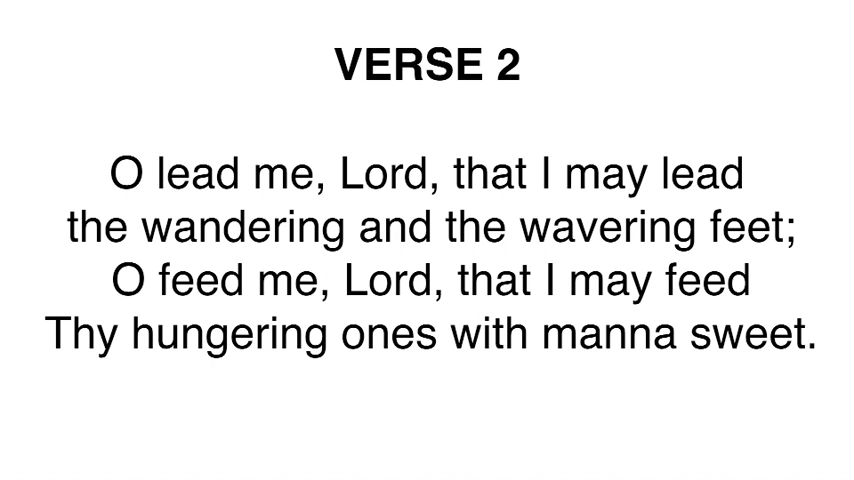 VERSE 2
O lead me, Lord, that I may lead
the wandering and the wavering feet;
O feed me, Lord, that I may feed
Thy hungering ones with manna sweet.